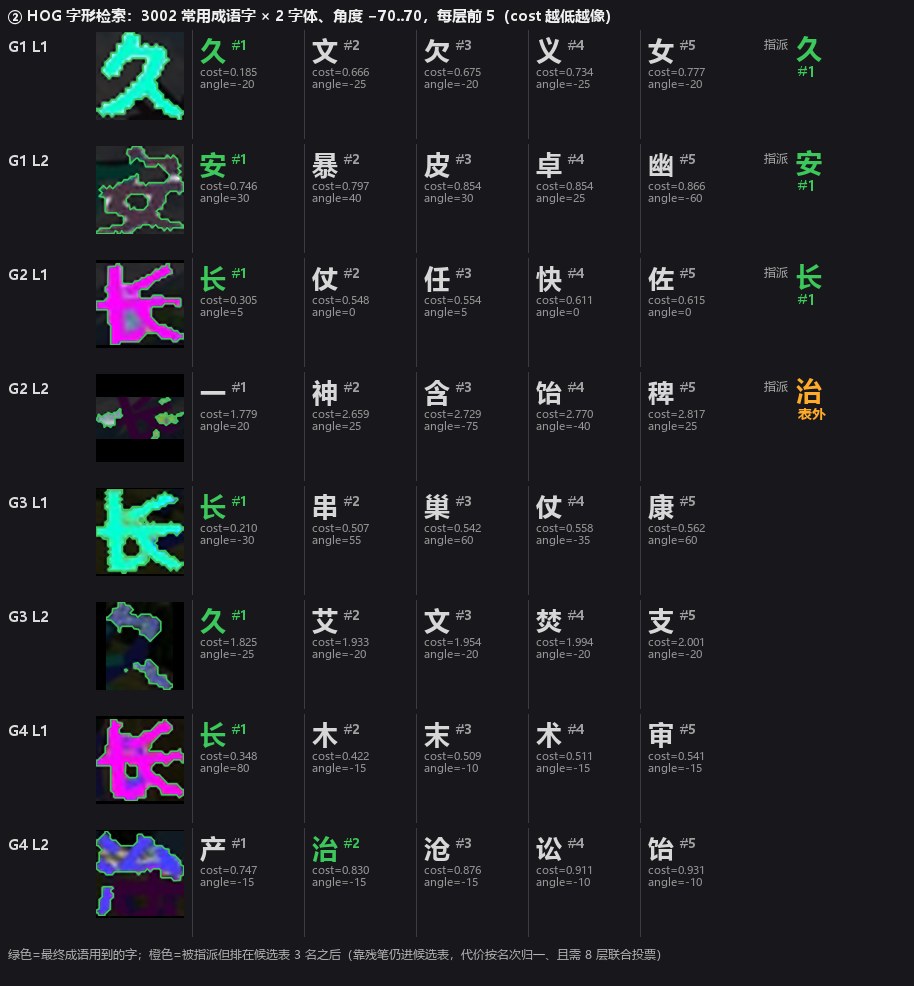 ② HOG 字形检索：3002 常用成语字 × 2 字体、角度 −70..70，每层前 5（cost 越低越像）
G1 L1 久 #1 文 #2 欠 #3 义 #4 女 #5 指派 久
cost=0.185 cost=0.666 cost=0.675 cost=0.734 cost=0.777 #1
angle=-20 angle=-25 angle=-20 angle=-25 angle=-20
G1 L2 安 #1 暴 #2 皮 #3 卓 #4 幽 #5 指派 安
cost=0.746 cost=0.797 cost=0.854 cost=0.854 cost=0.866 #1
angle=30 angle=40 angle=30 angle=25 angle=-60
G2 L1 长 #1 仗 #2 任 #3 快 #4 佐 #5 指派 长
cost=0.305 cost=0.548 cost=0.554 cost=0.611 cost=0.615 #1
angle=5 angle=0 angle=5 angle=0 angle=0
G2 L2 一 #1 神 #2 含 #3 饴 #4 稗 #5 指派 治
cost=1.779 cost=2.659 cost=2.729 cost=2.770 cost=2.817 表外
angle=20 angle=25 angle=-75 angle=-40 angle=25
G3 L1 长 #1 串 #2 巢 #3 仗 #4 康 #5
cost=0.210 cost=0.507 cost=0.542 cost=0.558 cost=0.562
angle=-30 angle=55 angle=60 angle=-35 angle=60
G3 L2 久 #1 艾 #2 文 #3 焚 #4 支 #5
cost=1.825 cost=1.933 cost=1.954 cost=1.994 cost=2.001
angle=-25 angle=-20 angle=-20 angle=-20 angle=-20
G4 L1 长 #1 木 #2 末 #3 术 #4 审 #5
cost=0.348 cost=0.422 cost=0.509 cost=0.511 cost=0.541
angle=80 angle=-15 angle=-10 angle=-15 angle=-15
G4 L2 产 #1 治 #2 沧 #3 讼 #4 饴 #5
cost=0.747 cost=0.830 cost=0.876 cost=0.911 cost=0.931
angle=-15 angle=-15 angle=-15 angle=-10 angle=-10
绿色=最终成语用到的字；橙色=被指派但排在候选表 3 名之后（靠残笔仍进候选表，代价按名次归一、且需 8 层联合投票）